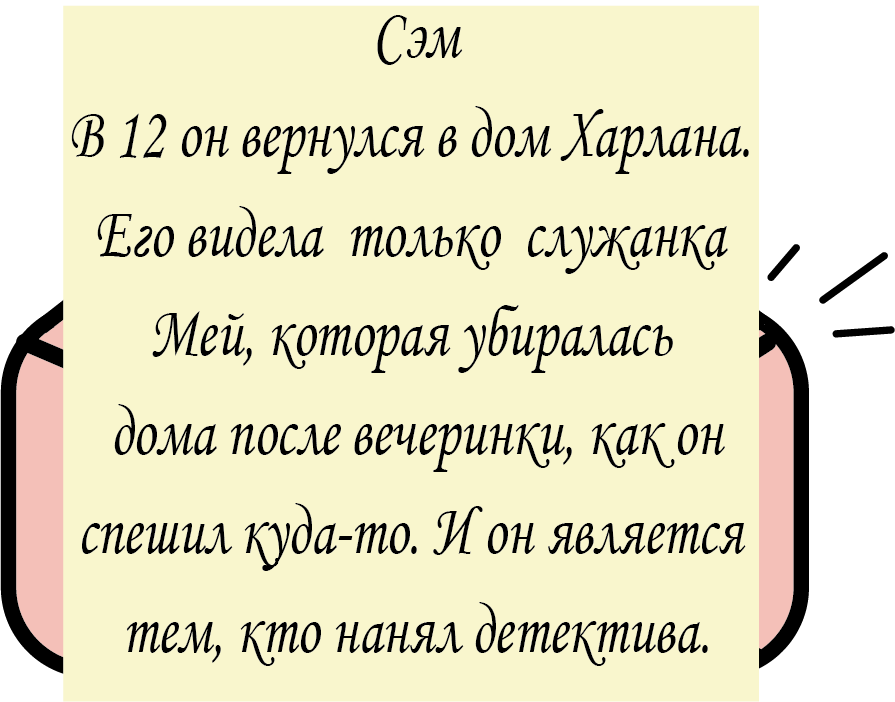 Сэм
В 12 он вернулся в дом Харлана.
Его видела только служанка
Мей, которая убиралась
дома после вечеринки, как он
спешил куда-то. И он является
тем, кто нанял детектива.